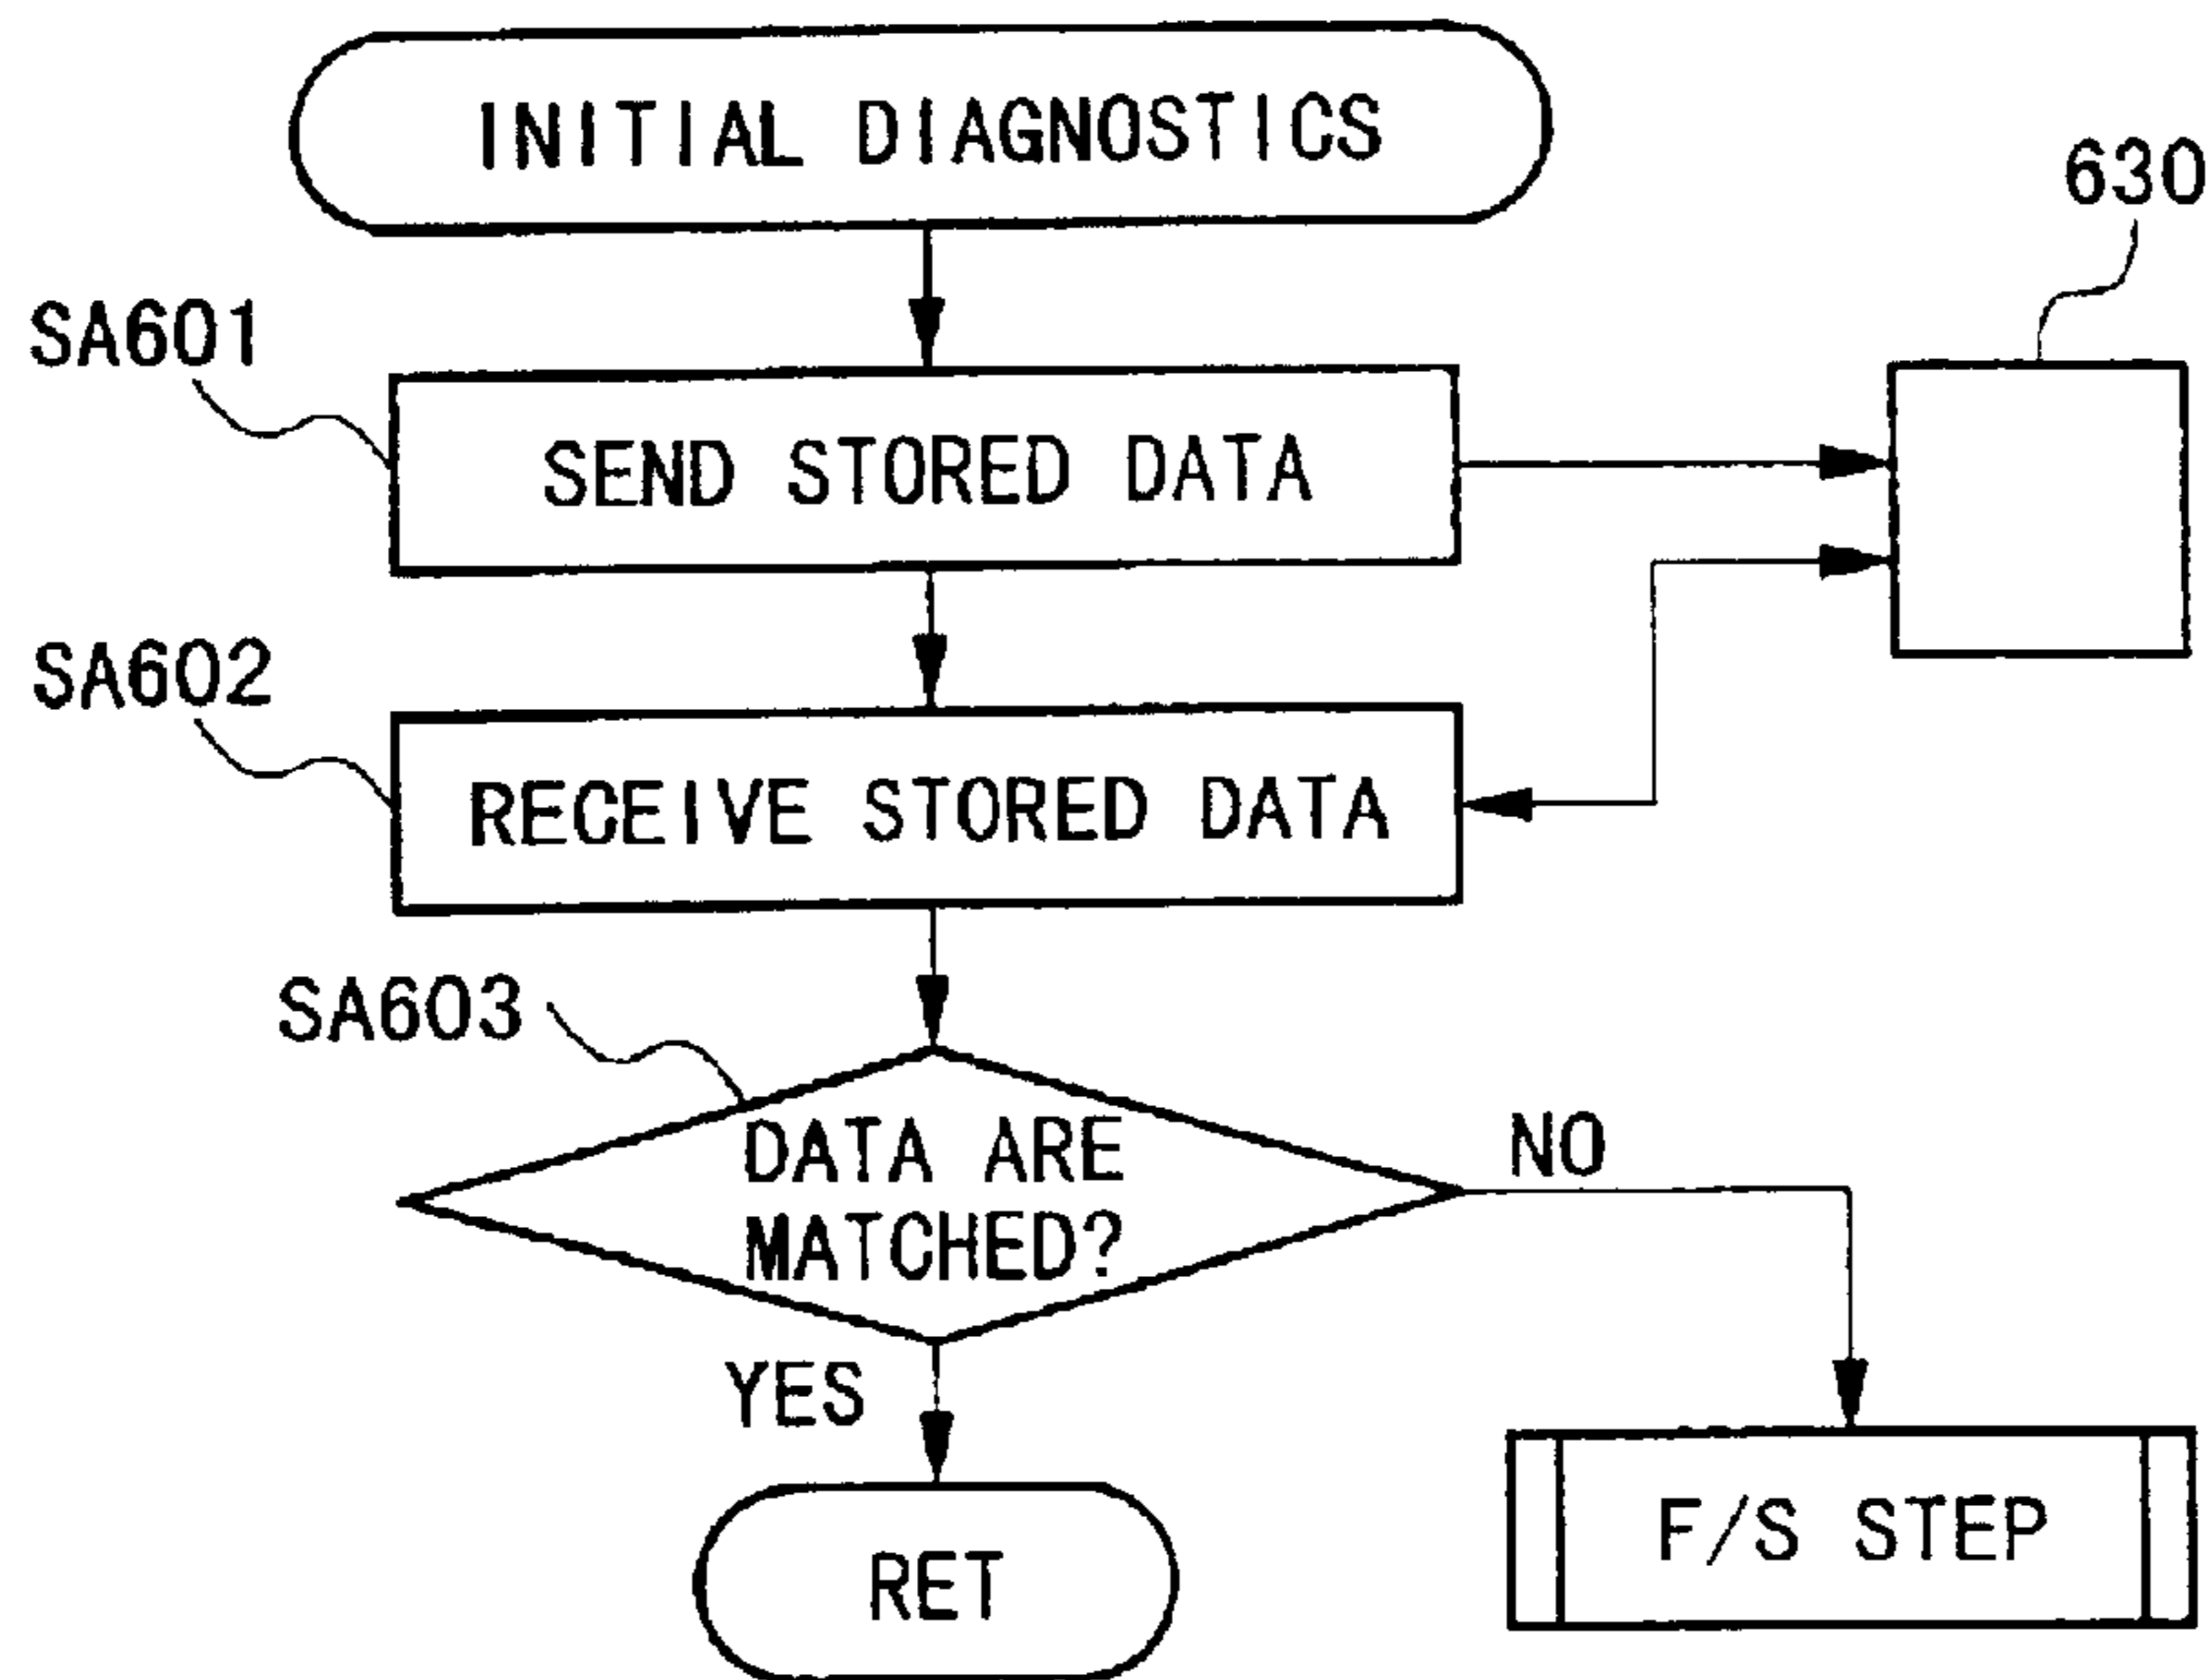 INITIAL DIAGNOSTICS
630
SA601
SEND STORED DATA
SA602
RECEIVE STORED DATA
SA603
DATA ARE
MATCHED?
NO
YES
F/S STEP
RET